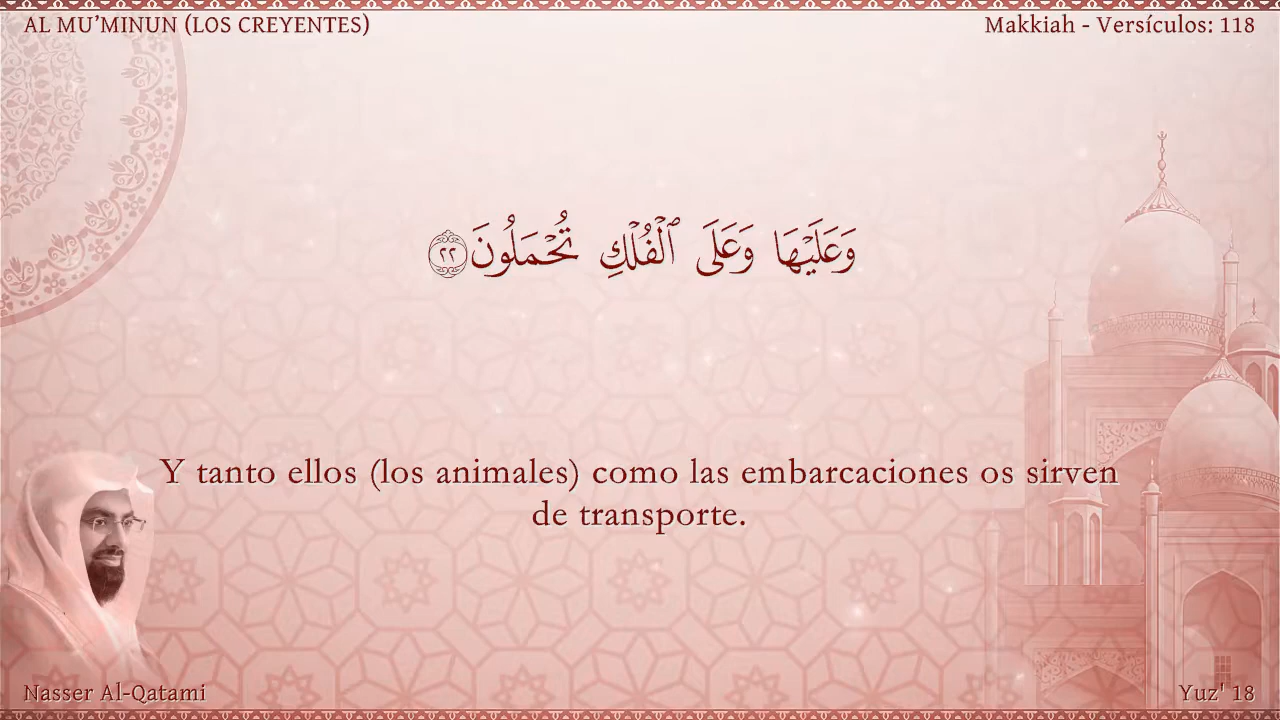 AL MU’MINUN (LOS CREYENTES)
Makkiah - Versículos: 118
وَعَلَيْهَا وَعَلَى ٱلْفُلْكِ تُحْمَلُونَ ٢٢
Y tanto ellos (los animales) como las embarcaciones os sirven
de transporte.
Nasser Al-Qatami
Yuz' 18